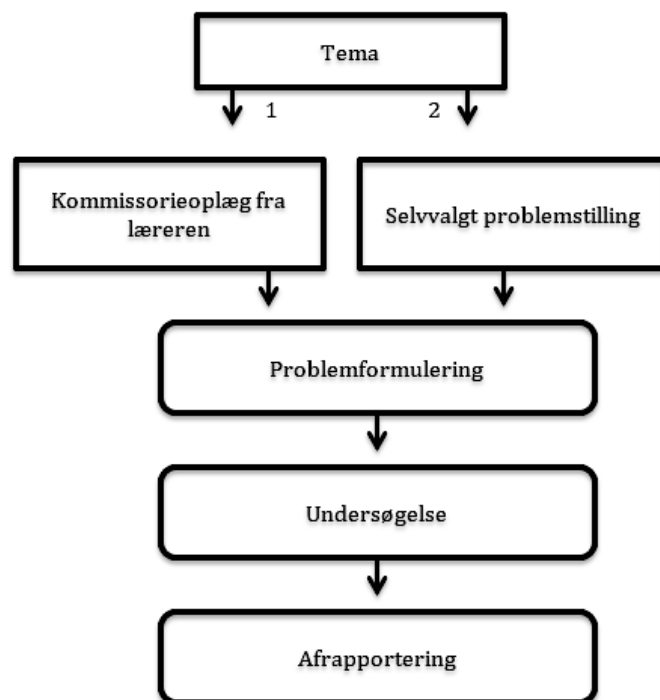 Tema
1
2
Kommissorieoplæg fra
læreren
Selvvalgt problemstilling
Problemformulering
Undersøgelse
Afrapportering